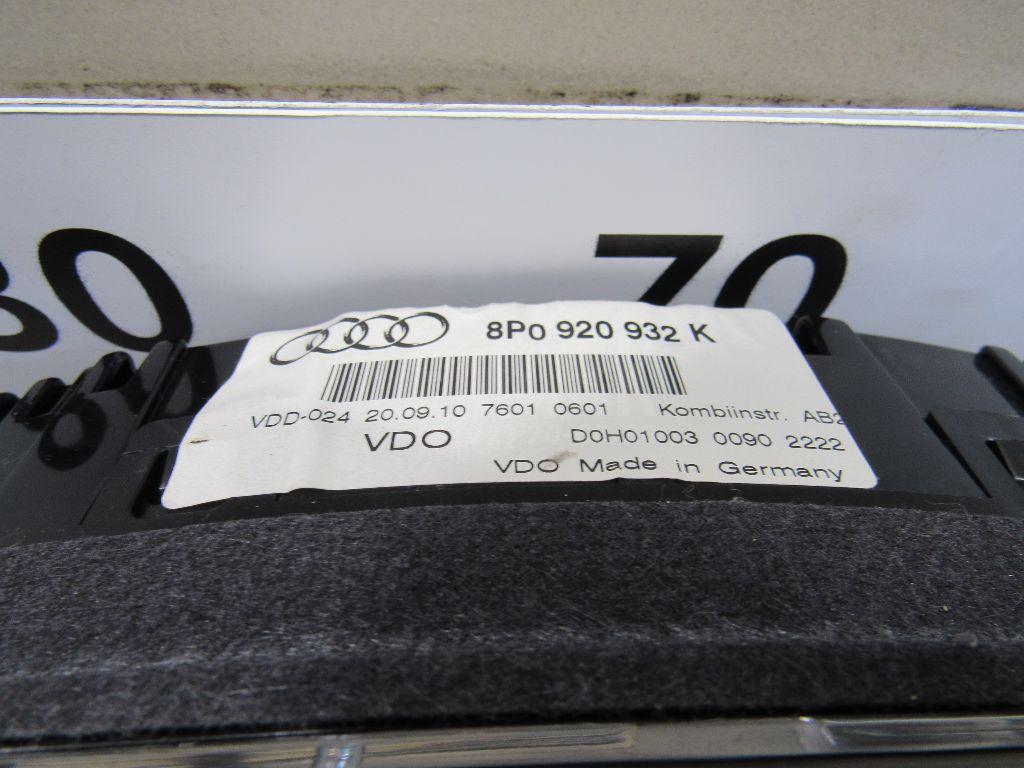 80 70
8P0 920 932 K
VDD-024 20.09.10 7601 0601 Kombiinstr. AB2
VDO D0H01003 0090 2222
VDO Made in Germany